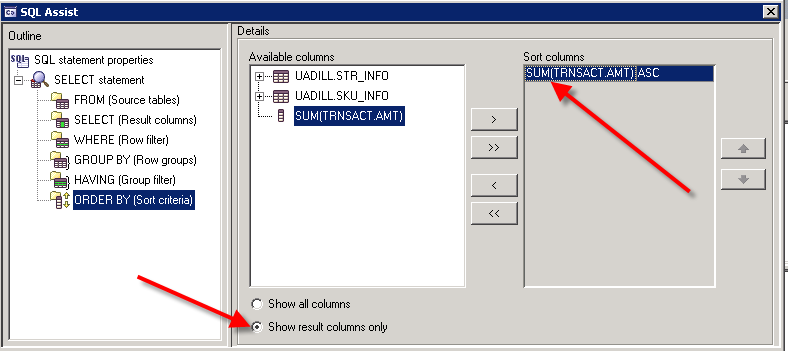 SQL Assist
Outline
SQL SQL statement properties
SELECT statement
FROM (Source tables)
SELECT (Result columns)
WHERE (Row filter)
GROUP BY (Row groups)
HAVING (Group filter)
ORDER BY (Sort criteria)
Details
Available columns
UADILL.STR_INFO
UADILL.SKU_INFO
SUM(TRNSACT.AMT)
>
>>
<
<<
Sort columns
SUM(TRNSACT.AMT) ASC
Show all columns
Show result columns only